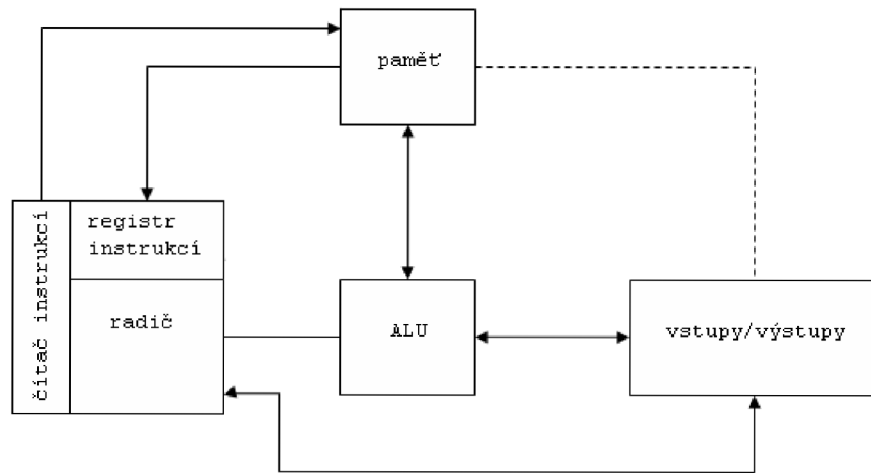 paměť
čítač instrukcí
registr
instrukcí
radič
ALU
vstupy/výstupy